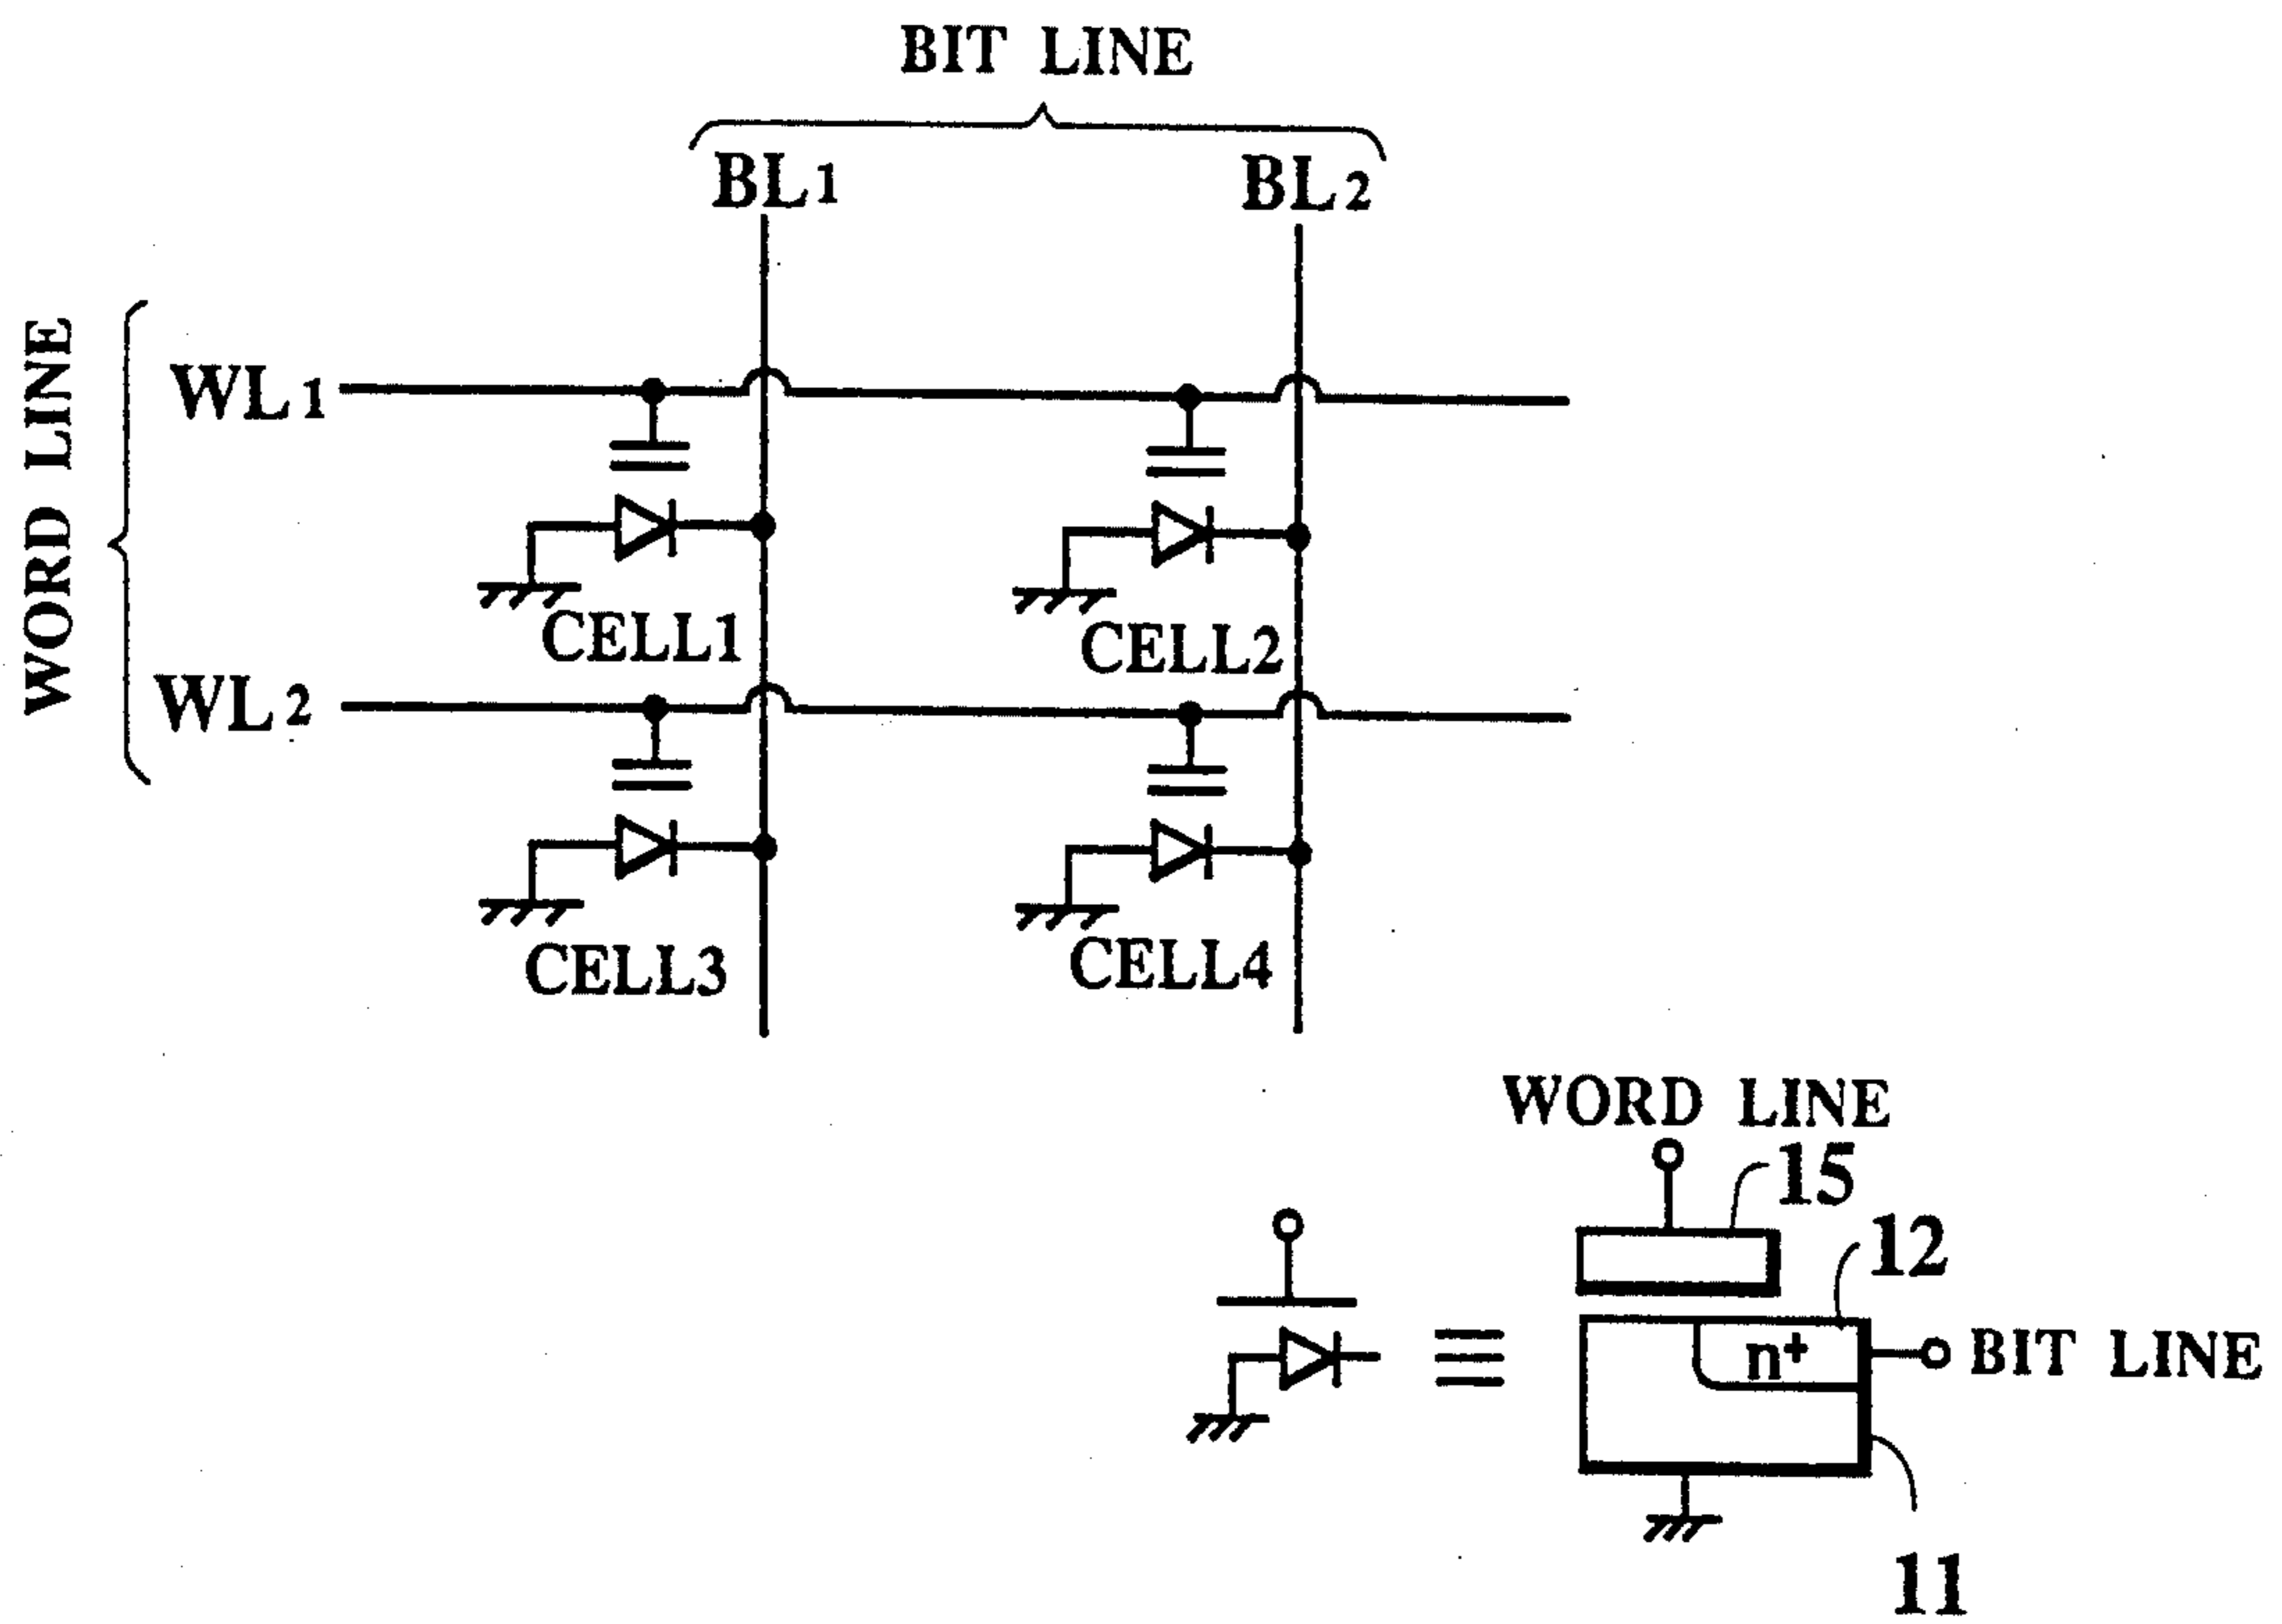 BIT LINE
BL1 BL2
WORD LINE
WL1
CELL1 CELL2
WL2
CELL3 CELL4
WORD LINE
15
12
n+
BIT LINE
11